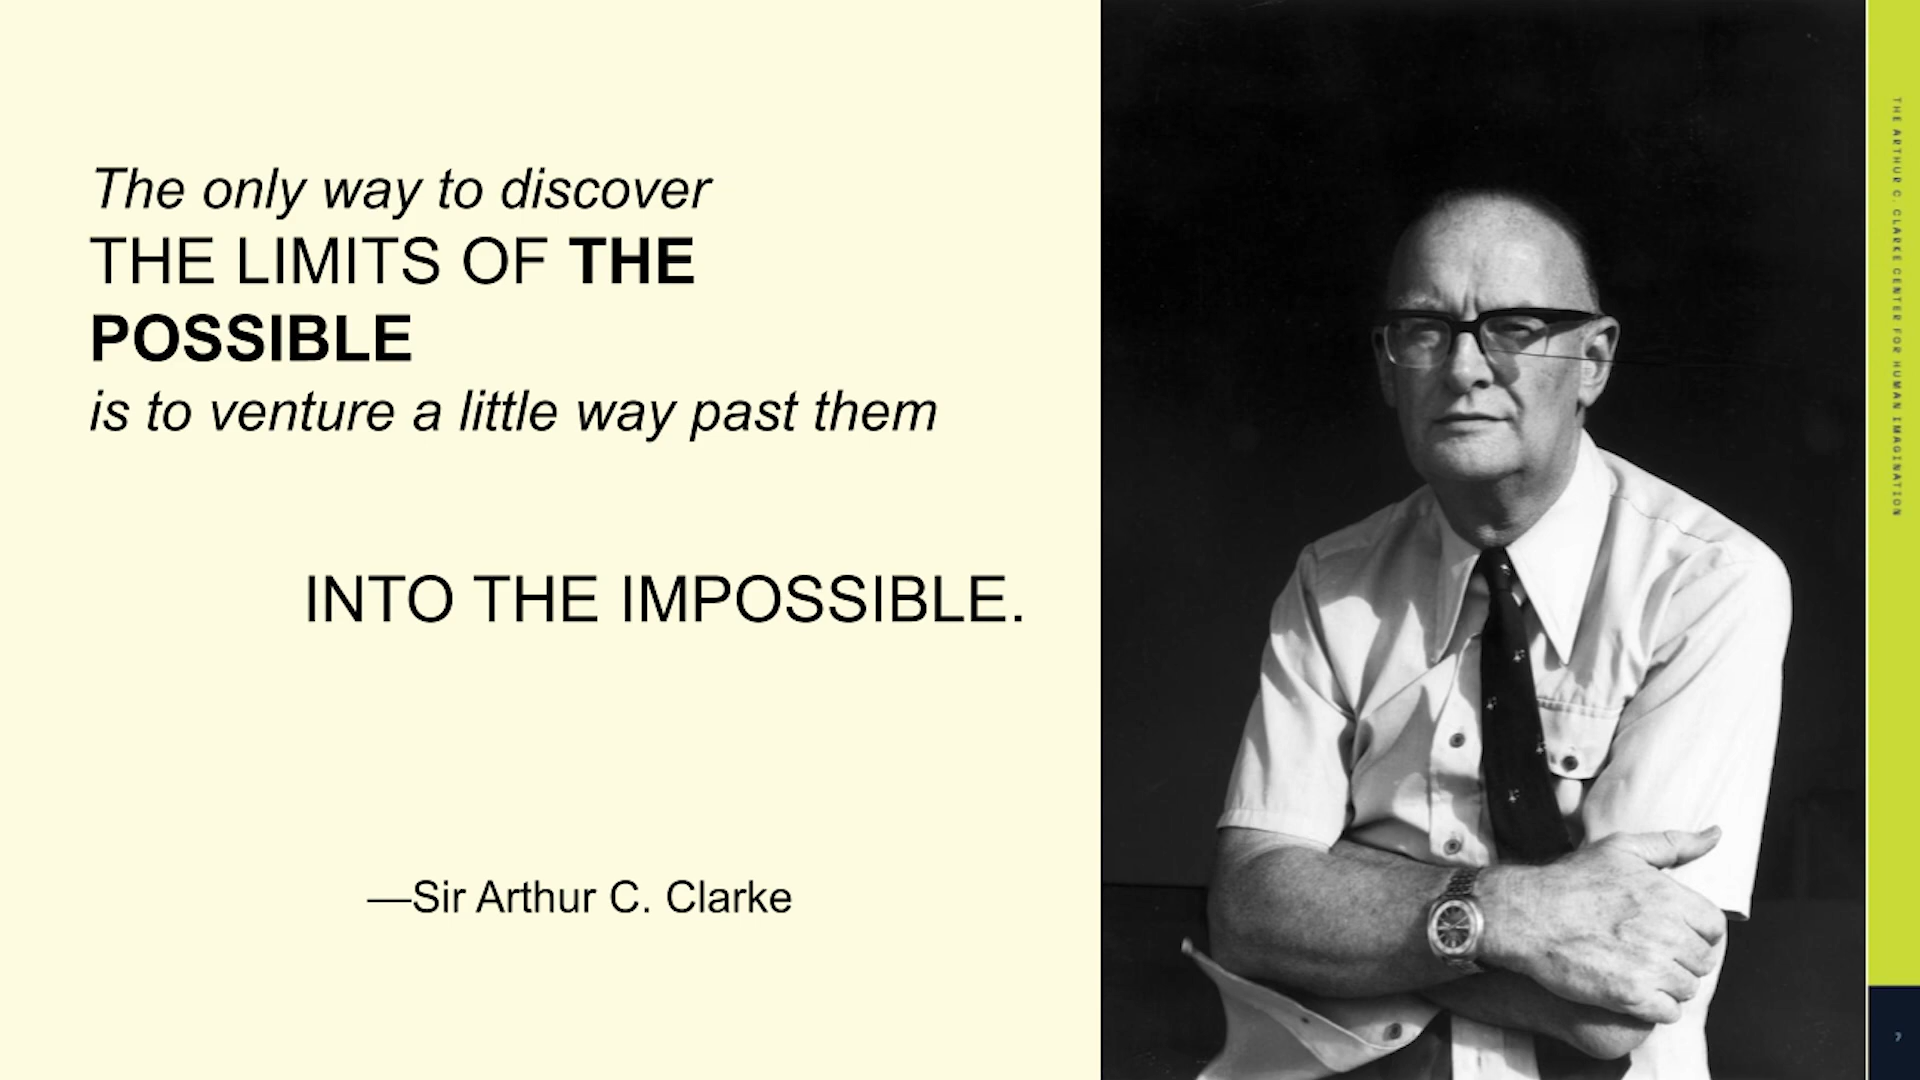 The only way to discover
THE LIMITS OF THE
POSSIBLE
is to venture a little way past them
INTO THE IMPOSSIBLE.
—Sir Arthur C. Clarke
THE ARTHUR C. CLARKE CENTER FOR HUMAN IMAGINATION